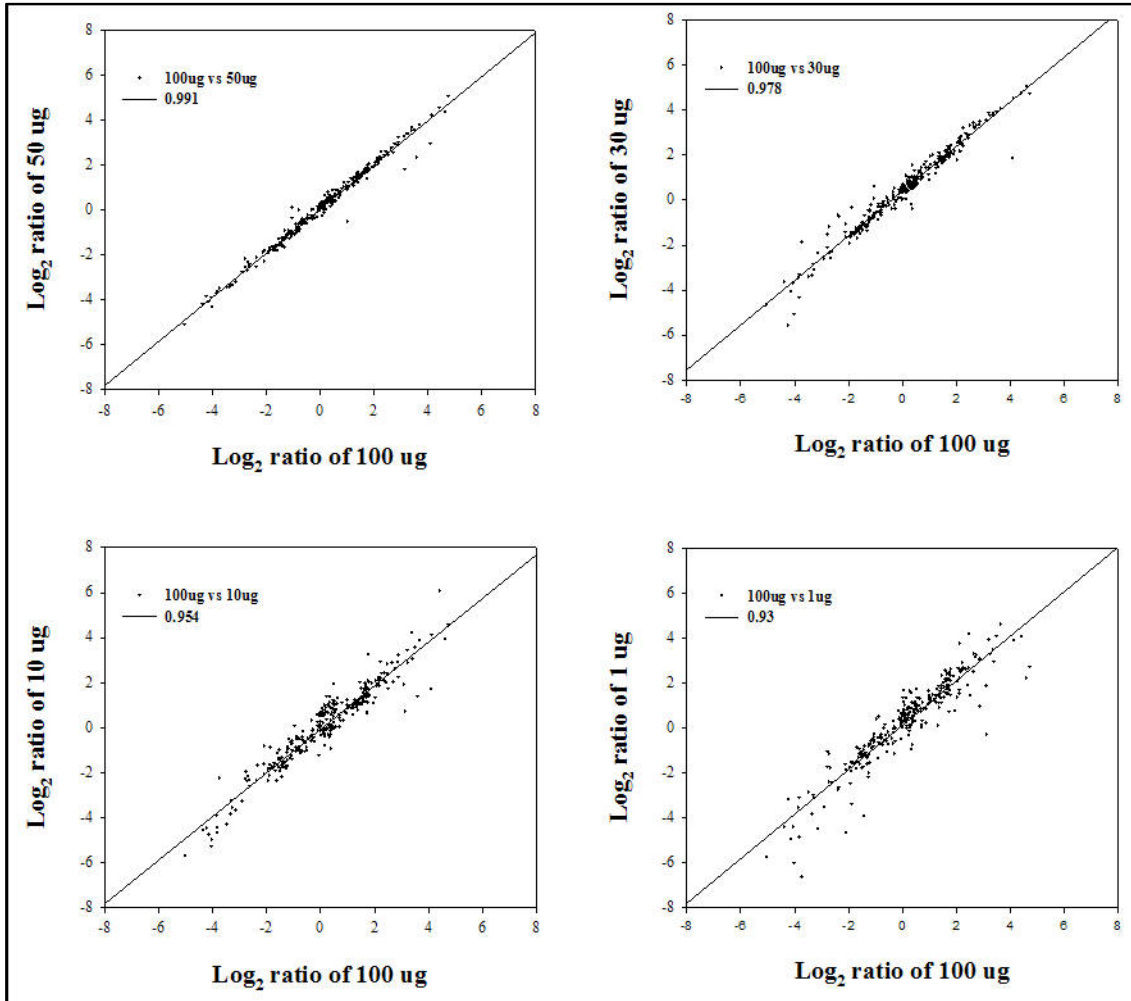 8
6
4
2
0
-2
-4
-6
-8
Log2 ratio of 50 ug
100ug vs 50ug
0.991
-8 -6 -4 -2 0 2 4 6 8
Log2 ratio of 100 ug
8
6
4
2
0
-2
-4
-6
-8
Log2 ratio of 30 ug
100ug vs 30ug
0.978
-8 -6 -4 -2 0 2 4 6 8
Log2 ratio of 100 ug
8
6
4
2
0
-2
-4
-6
-8
Log2 ratio of 10 ug
100ug vs 10ug
0.954
-8 -6 -4 -2 0 2 4 6 8
Log2 ratio of 100 ug
8
6
4
2
0
-2
-4
-6
-8
Log2 ratio of 1 ug
100ug vs 1ug
0.93
-8 -6 -4 -2 0 2 4 6 8
Log2 ratio of 100 ug